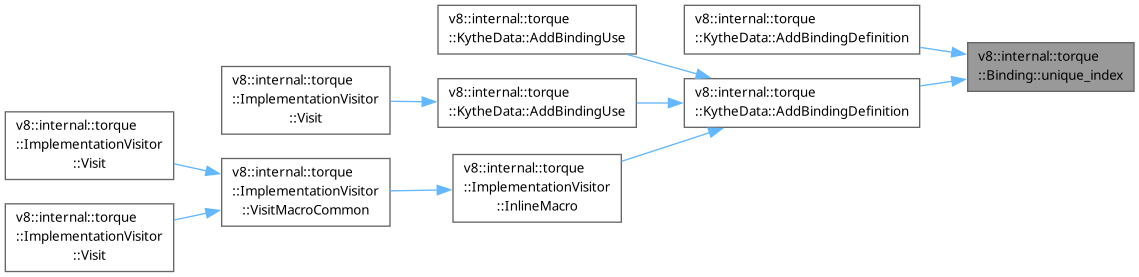 v8::internal::torque
::KytheData::AddBindingUse
v8::internal::torque
::KytheData::AddBindingDefinition
v8::internal::torque
::Binding::unique_index
v8::internal::torque
::ImplementationVisitor
::Visit
v8::internal::torque
::KytheData::AddBindingUse
v8::internal::torque
::KytheData::AddBindingDefinition
v8::internal::torque
::ImplementationVisitor
::Visit
v8::internal::torque
::ImplementationVisitor
::VisitMacroCommon
v8::internal::torque
::ImplementationVisitor
::InlineMacro
v8::internal::torque
::ImplementationVisitor
::Visit